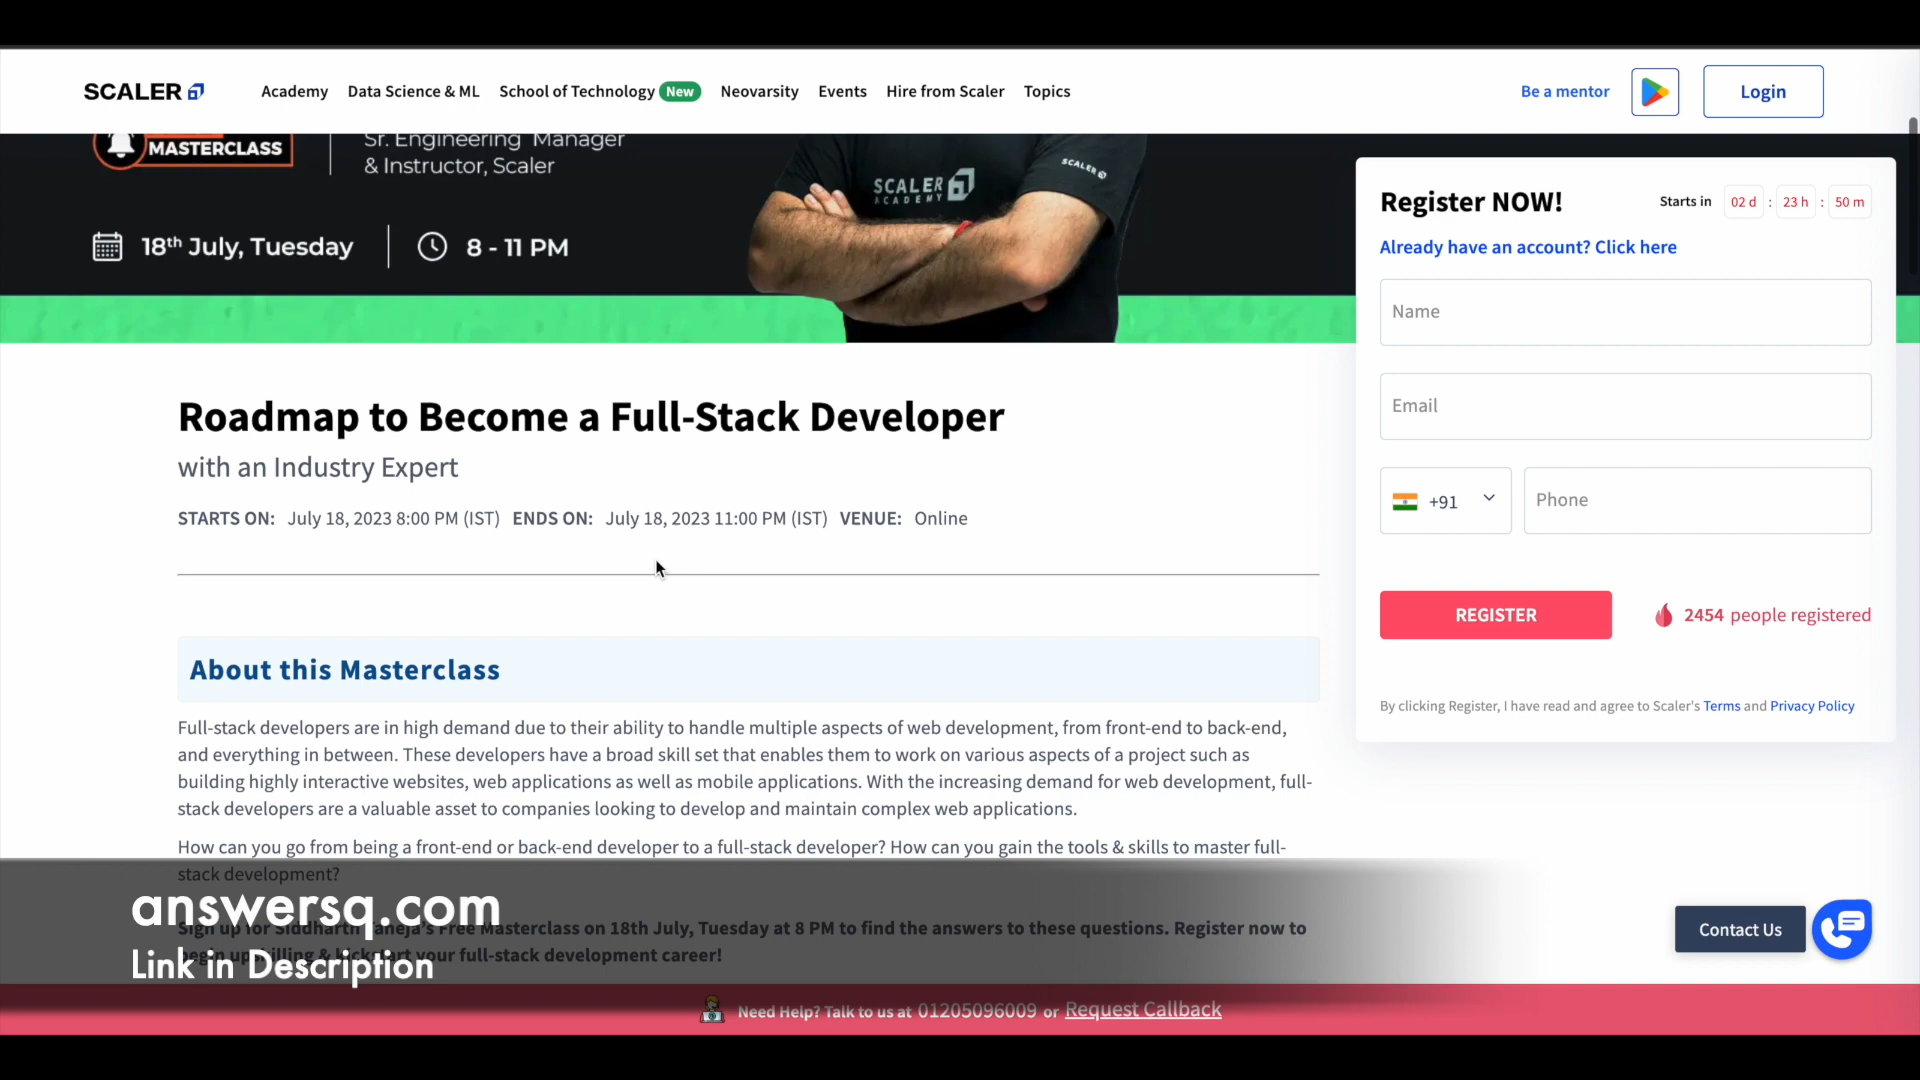 SCALER
Academy Data Science & ML School of Technology New Neovarsity Events Hire from Scaler Topics
Be a mentor
Login
MASTERCLASS
Sr. Engineering Manager
& Instructor, Scaler
18th July, Tuesday
8 - 11 PM
SCALER
ACADEMY
SCALER
Register NOW!
Starts in 02 d : 23 h : 50 m
Already have an account? Click here
Name
Email
+91
Phone
REGISTER
2454 people registered
By clicking Register, I have read and agree to Scaler's Terms and Privacy Policy
Roadmap to Become a Full-Stack Developer
with an Industry Expert
STARTS ON: July 18, 2023 8:00 PM (IST) ENDS ON: July 18, 2023 11:00 PM (IST) VENUE: Online
About this Masterclass
Full-stack developers are in high demand due to their ability to handle multiple aspects of web development, from front-end to back-end,
and everything in between. These developers have a broad skill set that enables them to work on various aspects of a project such as
building highly interactive websites, web applications as well as mobile applications. With the increasing demand for web development, full-
stack developers are a valuable asset to companies looking to develop and maintain complex web applications.
How can you go from being a front-end or back-end developer to a full-stack developer? How can you gain the tools & skills to master full-
stack development?
Sign up for Siddharth Taneja's Free Masterclass on 18th July, Tuesday at 8 PM to find the answers to these questions. Register now to
begin upskilling & kickstart your full-stack development career!
answersq.com
Link in Description
Contact Us
Need Help? Talk to us at 01205096009 or Request Callback